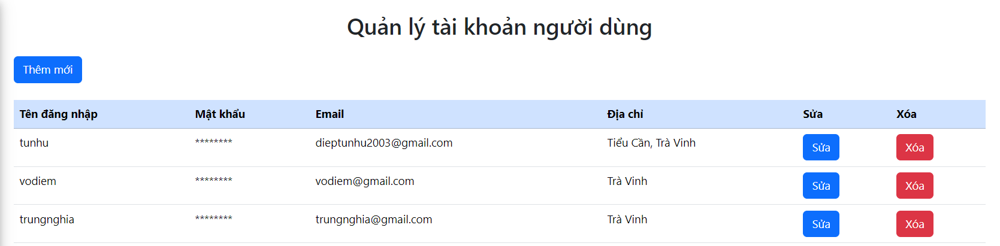 Quản lý tài khoản người dùng
Thêm mới
Tên đăng nhập Mật khẩu Email Địa chỉ Sửa Xóa
tunhu ******** dieptunhu2003@gmail.com Tiểu Cần, Trà Vinh Sửa Xóa
vodiem ******** vodiem@gmail.com Trà Vinh Sửa Xóa
trungnghia ******** trungnghia@gmail.com Trà Vinh Sửa Xóa